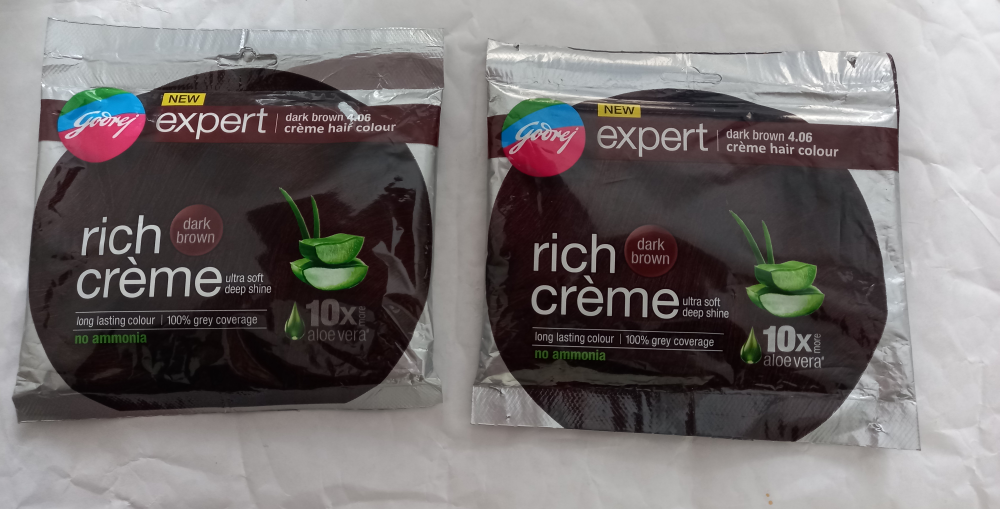 Godrej
NEW
expert
dark brown 4.06
crème hair colour
rich
crème
dark
brown
ultra soft
deep shine
long lasting colour | 100% grey coverage
no ammonia
10x
more
aloe vera*
Godrej
NEW
expert
dark brown 4.06
crème hair colour
rich
crème
dark
brown
ultra soft
deep shine
long lasting colour | 100% grey coverage
no ammonia
10x
more
aloe vera*